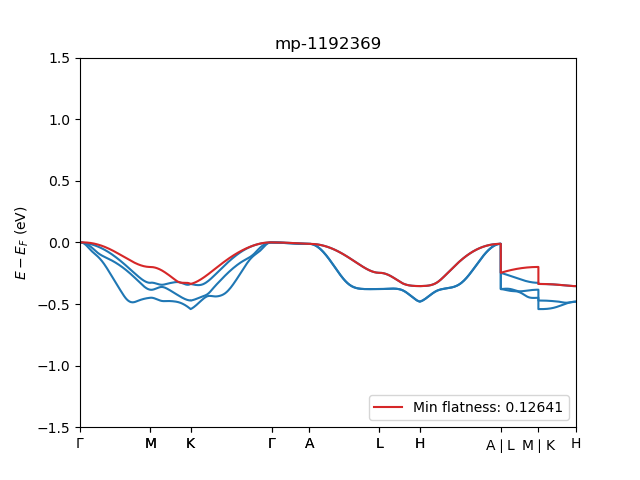 mp-1192369
E − E_F (eV)
1.5
1.0
0.5
0.0
−0.5
−1.0
−1.5
Min flatness: 0.12641
Γ M K Γ A L H A | L M | K H